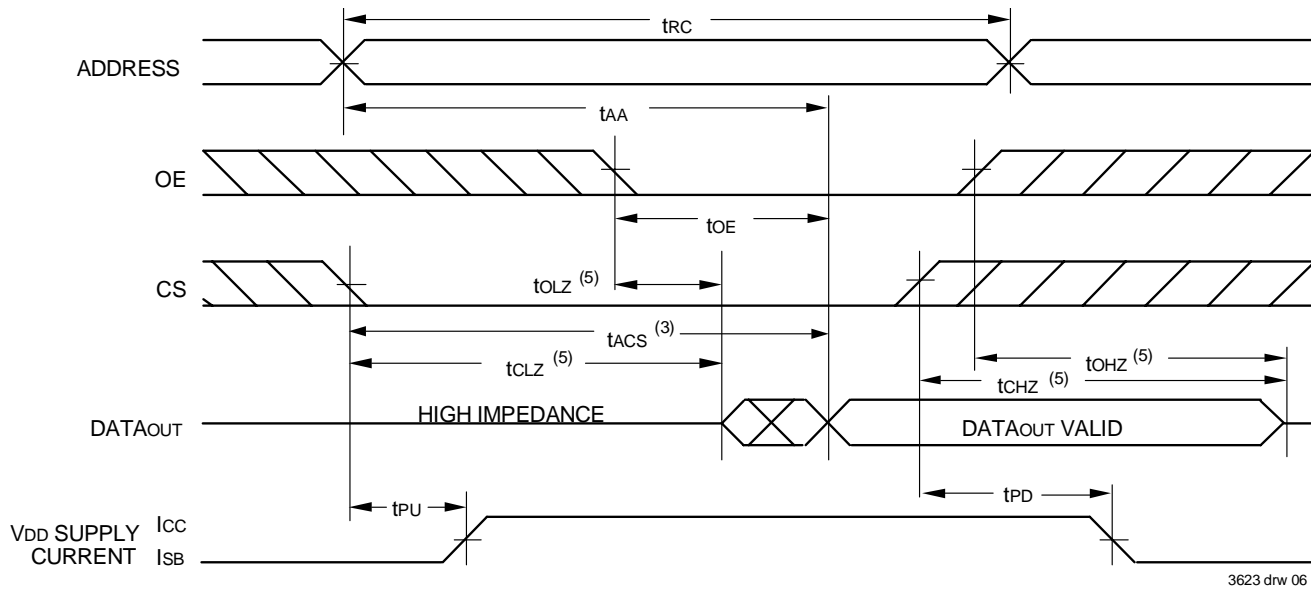 tRC
ADDRESS
tAA
OE
tOE
CS
tOLZ (5)
tACS (3)
tCLZ (5)
tOHZ (5)
tCHZ (5)
DATAOUT
HIGH IMPEDANCE
DATAOUT VALID
tPU
tPD
VDD SUPPLY ICC
CURRENT ISB
3623 drw 06